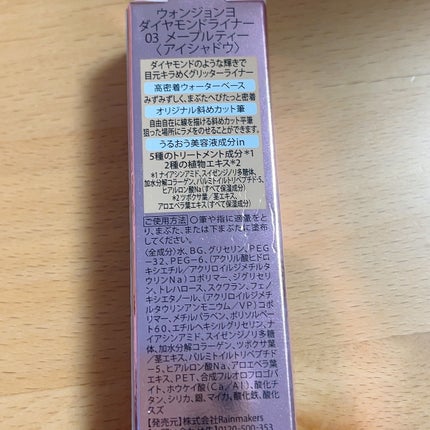 ウォンジョンヨ
ダイヤモンドライナー
03 メープルティー
〈アイシャドウ〉
ダイヤモンドのような輝きで
目元キラめくグリッターライナー
高密着ウォーターベース
みずみずしく、まぶたへぴたっと密着
オリジナル斜めカット筆
自由自在に線を描ける斜めカット平筆
狙った場所にラメをのせることができます。
うるおう美容液成分in
5種のトリートメント成分*1
2種の植物エキス*2
*1 ナイアシンアミド、スイゼンジノリ多糖体、
加水分解コラーゲン、パルミトイルトリペプチド-5、
ヒアルロン酸Na(すべて保湿成分)
*2 ツボクサ葉/茎エキス、
アロエベラ葉エキス(すべて保湿成分)
ご使用方法 〇筆や指に適量をと
り、まぶた、または下まぶたに塗布
してください。
〈全成分〉水、BG、グリセリン、PEG
-32、PEG-6、(アクリル酸ヒドロ
キシエチル/アクリロイルジメチルタ
ウリンNa)コポリマー、ジグリセリ
ン、トレハロース、スクワラン、フェノ
キシエタノール、(アクリロイルジメチ
ルタウリンアンモニウム/VP)コポリ
マー、メチルパラベン、ポリソルベー
ト60、エチルヘキシルグリセリン、ナ
イアシンアミド、スイゼンジノリ多糖
体、加水分解コラーゲン、ツボクサ葉
/茎エキス、パルミトイルトリペプチド
-5、ヒアルロン酸Na、アロエベラ葉
エキス、PET、合成フルオロフロゴパ
イト、ホウケイ酸(Ca/Al)、酸化チ
タン、シリカ、銀、マイカ、酸化鉄、酸化
スズ
【発売元】株式会社Rainmakers
0120-500-353